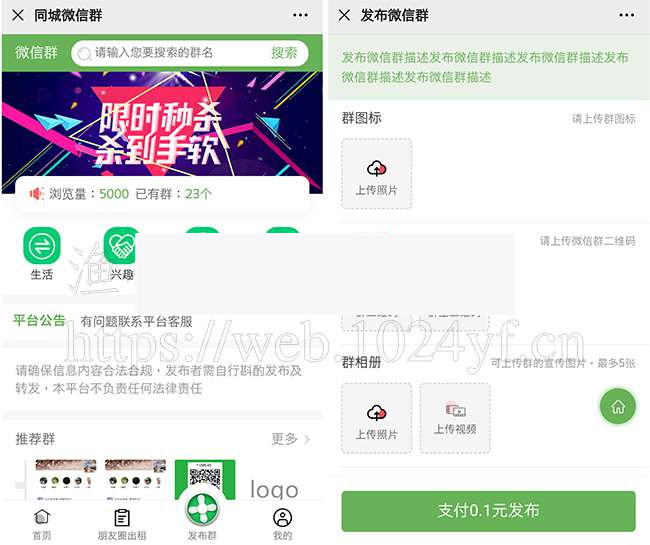 同城微信群
微信群
请输入您要搜索的群名
搜索
限时秒杀
杀到手软
浏览量：5000 已有群：23个
生活
兴趣
平台公告
有问题联系平台客服
请确保信息内容合法合规，发布者需自行斟酌发布及
转发，本平台不负责任何法律责任
推荐群
更多
logo
首页
朋友圈出租
发布群
我的
发布微信群
发布微信群描述发布微信群描述发布微信群描述发布
微信群描述发布微信群描述
群图标
请上传群图标
上传照片
请上传微信群二维码
群相册
可上传群的宣传图片，最多5张
上传照片
上传视频
支付0.1元发布
渔
https://web.1024yf.cn